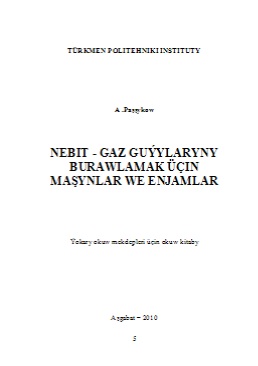 TÜRKMEN POLITEHNIKI INSTITUTY
A .Paşşykow
NEBIT - GAZ GUÝYLARYNY
BURAWLAMAK ÜÇIN
MAŞYNLAR WE ENJAMLAR
Ýokary okuw mekdepleri üçin okuw kitaby
Aşgabat – 2010
5